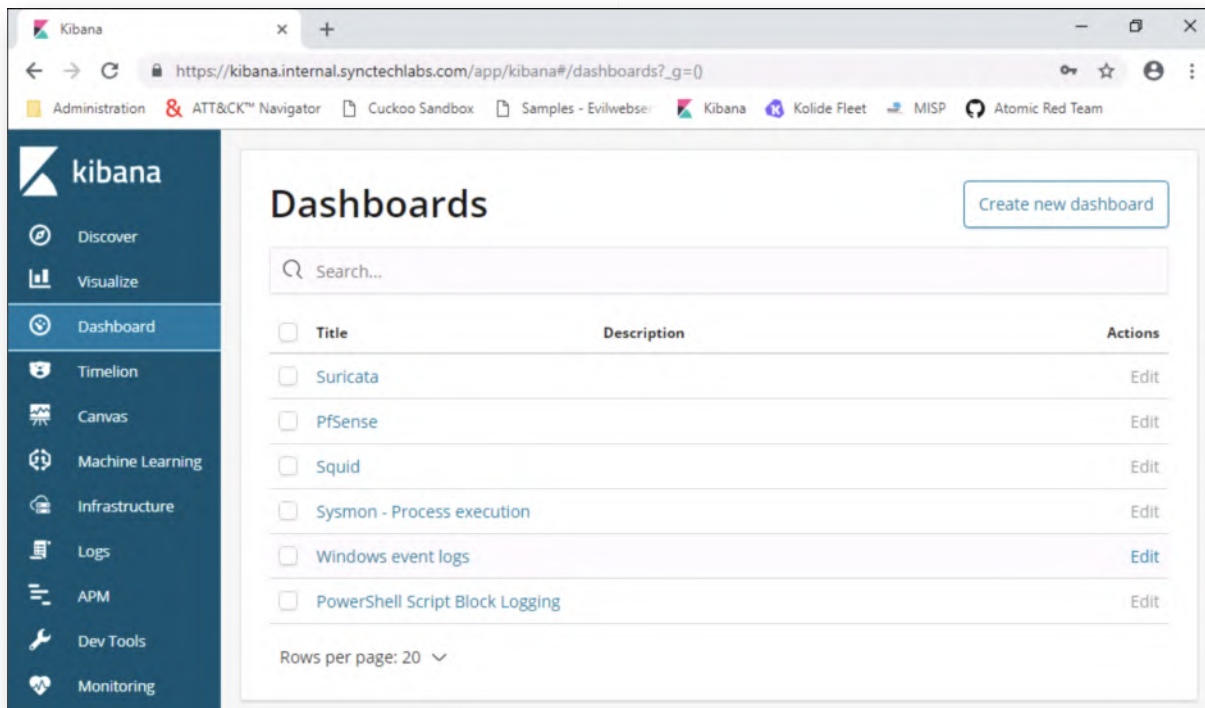 Kibana
https://kibana.internal.synctechlabs.com/app/kibana#/dashboards?_g=()
Administration ATT&CK™ Navigator Cuckoo Sandbox Samples - Evilwebser Kibana Kolide Fleet MISP Atomic Red Team
kibana
Discover
Visualize
Dashboard
Timelion
Canvas
Machine Learning
Infrastructure
Logs
APM
Dev Tools
Monitoring
Dashboards
Create new dashboard
Search...
Title Description Actions
Suricata Edit
PfSense Edit
Squid Edit
Sysmon - Process execution Edit
Windows event logs Edit
PowerShell Script Block Logging Edit
Rows per page: 20